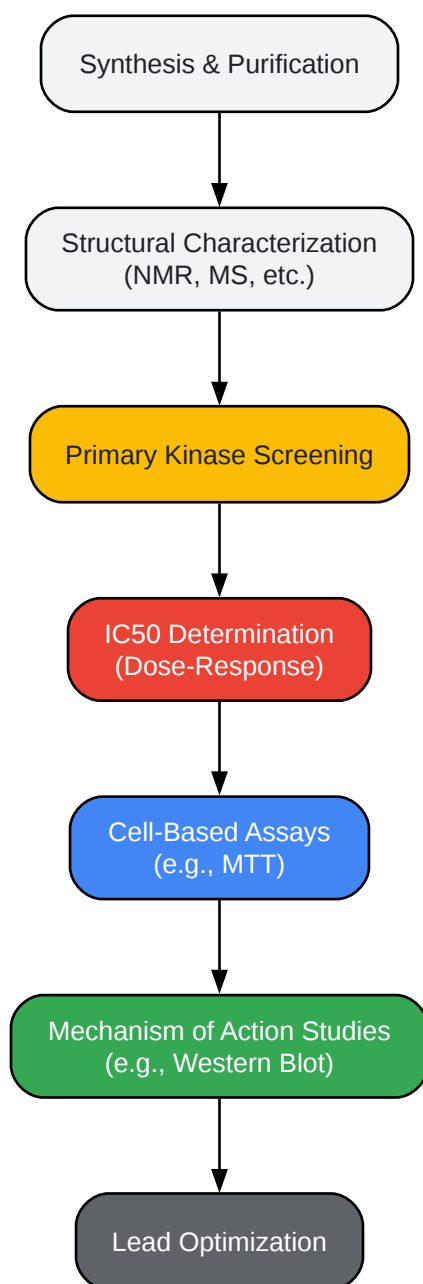 Synthesis & Purification
Structural Characterization
(NMR, MS, etc.)
Primary Kinase Screening
IC50 Determination
(Dose-Response)
Cell-Based Assays
(e.g., MTT)
Mechanism of Action Studies
(e.g., Western Blot)
Lead Optimization